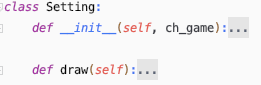 class Setting:
def __init__(self, ch_game):...
def draw(self):...